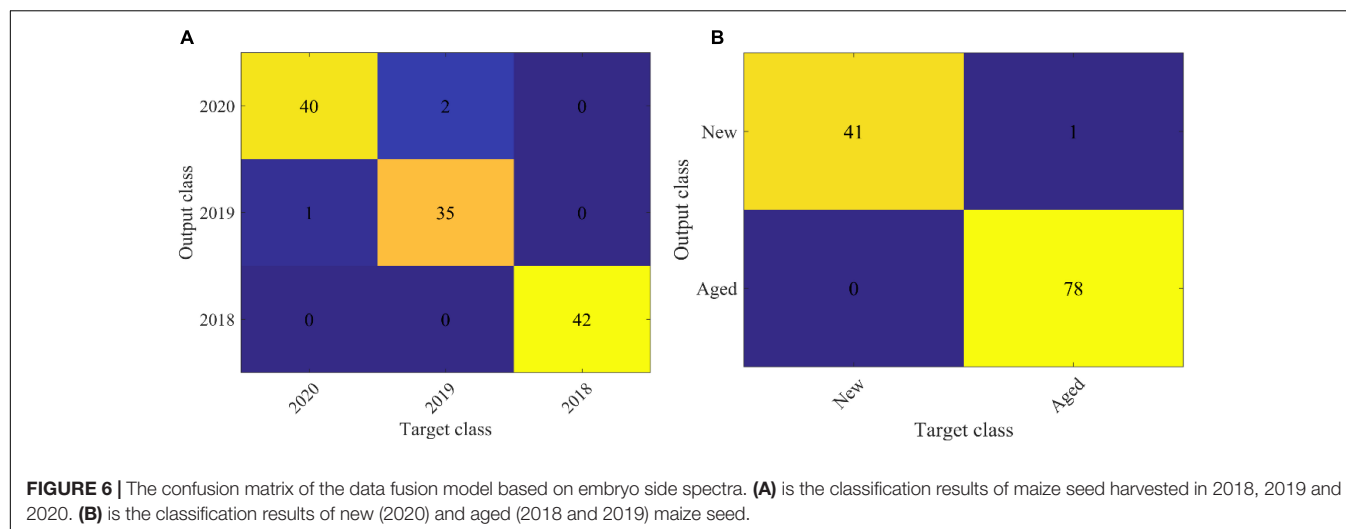 A
2020
40
2
0
Output class
2019
1
35
0
2018
0
0
42
2020
2019
2018
Target class
B
New
41
1
Output class
Aged
0
78
New
Aged
Target class
FIGURE 6 | The confusion matrix of the data fusion model based on embryo side spectra. (A) is the classification results of maize seed harvested in 2018, 2019 and
2020. (B) is the classification results of new (2020) and aged (2018 and 2019) maize seed.